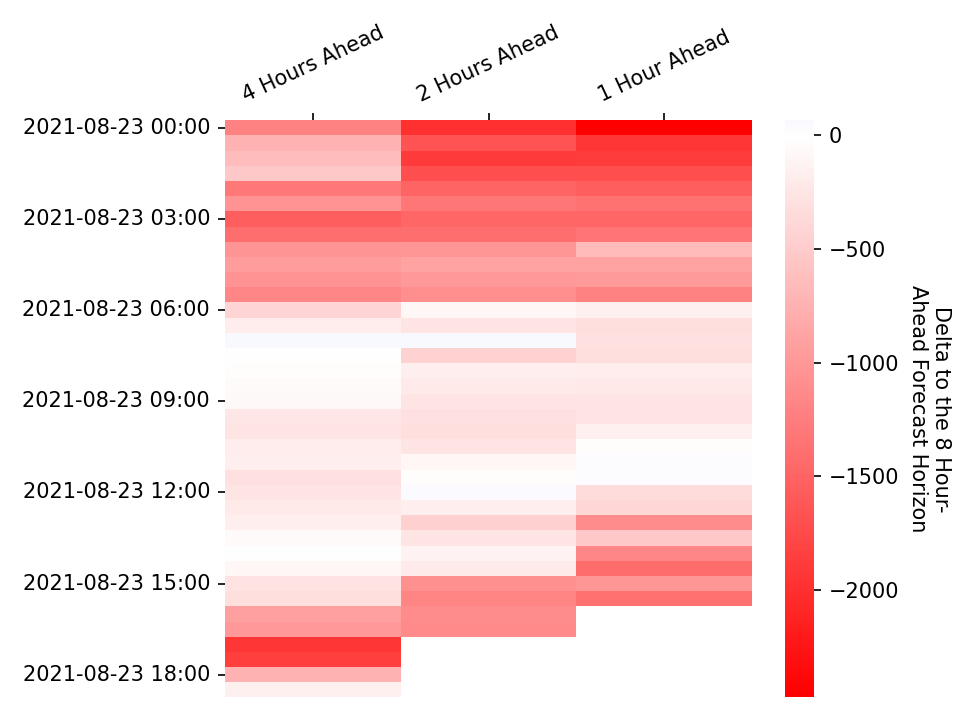 4 Hours Ahead
2 Hours Ahead
1 Hour Ahead
2021-08-23 00:00
2021-08-23 03:00
2021-08-23 06:00
2021-08-23 09:00
2021-08-23 12:00
2021-08-23 15:00
2021-08-23 18:00
0
−500
−1000
−1500
−2000
Delta to the 8 Hour-
Ahead Forecast Horizon